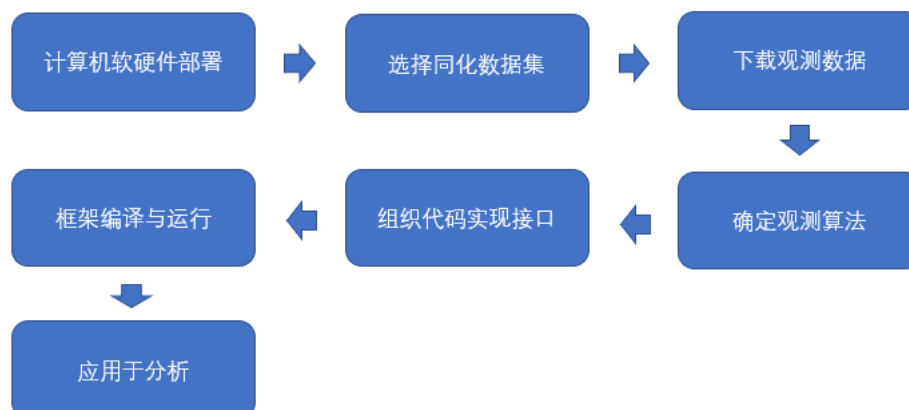 计算机软硬件部署
选择同化数据集
下载观测数据
确定观测算法
组织代码实现接口
框架编译与运行
应用于分析